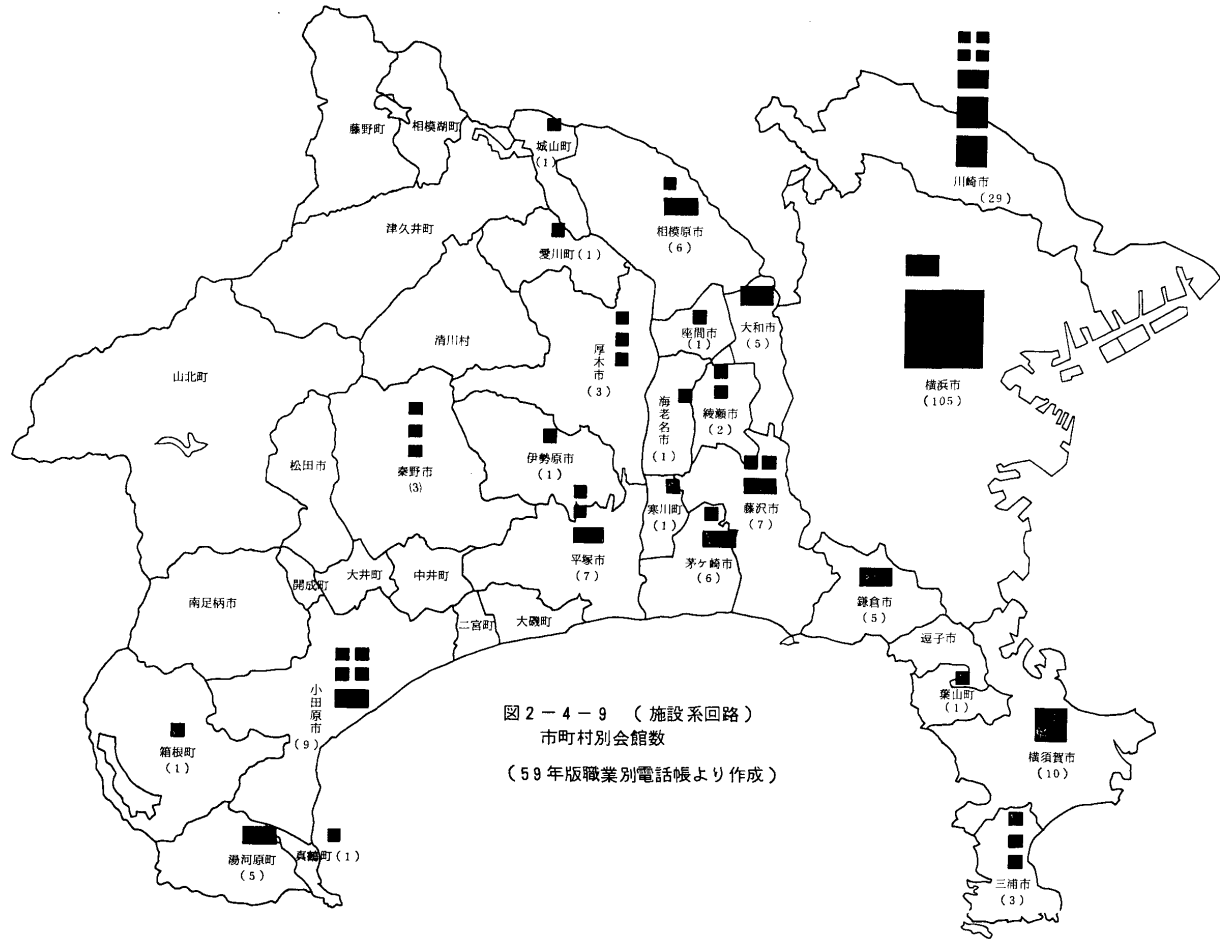 藤野町
相模湖町
城山町
(1)
川崎市
(29)
津久井町
相模原市
(6)
愛川町(1)
座間市
(1)
大和市
(5)
厚木市
(3)
清川村
山北町
横浜市
(105)
海老名市
(1)
綾瀬市
(2)
松田市
秦野市
(3)
伊勢原市
(1)
寒川町
(1)
藤沢市
(7)
平塚市
(7)
茅ケ崎市
(6)
開成町
大井町
中井町
南足柄市
鎌倉市
(5)
二宮町
大磯町
逗子市
小田原市
(9)
葉山町
(1)
箱根町
(1)
横須賀市
(10)
湯河原町
(5)
真鶴町(1)
三浦市
(3)
図2-4-9 (施設系回路)
市町村別会館数
(59年版職業別電話帳より作成)